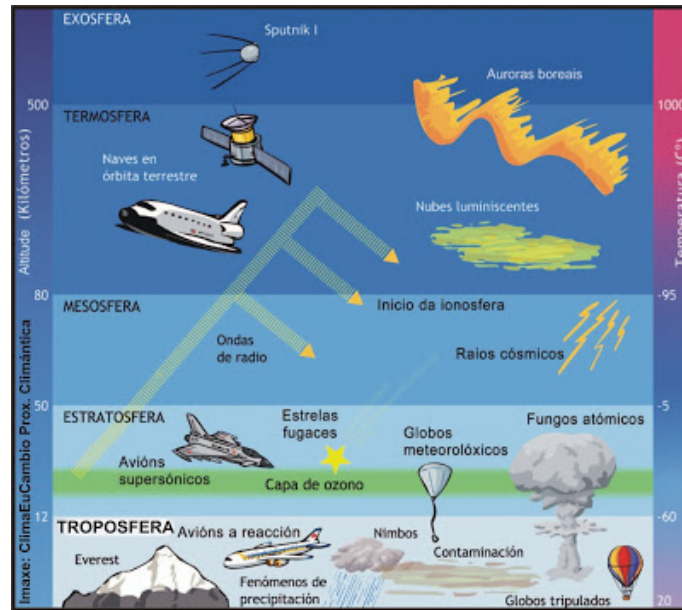 EXOSFERA
Sputnik I
Auroras boreais
500
1000
TERMOSFERA
Naves en
órbita terrestre
Nubes luminiscentes
Altitude (Kilómetros)
Temperatura (Cº)
80
-95
MESOSFERA
Inicio da ionosfera
Ondas
de radio
Raios cósmicos
50
-5
ESTRATOSFERA
Estrelas
fugaces
Fungos atómicos
Globos
meteorolóxicos
Avións
supersónicos
Capa de ozono
12
-60
TROPOSFERA
Avións a reacción
Nimbos
Contaminación
Everest
Fenómenos de
precipitación
Globos tripulados
20
Imaxe: ClimaEuCambio Prox. Climántica